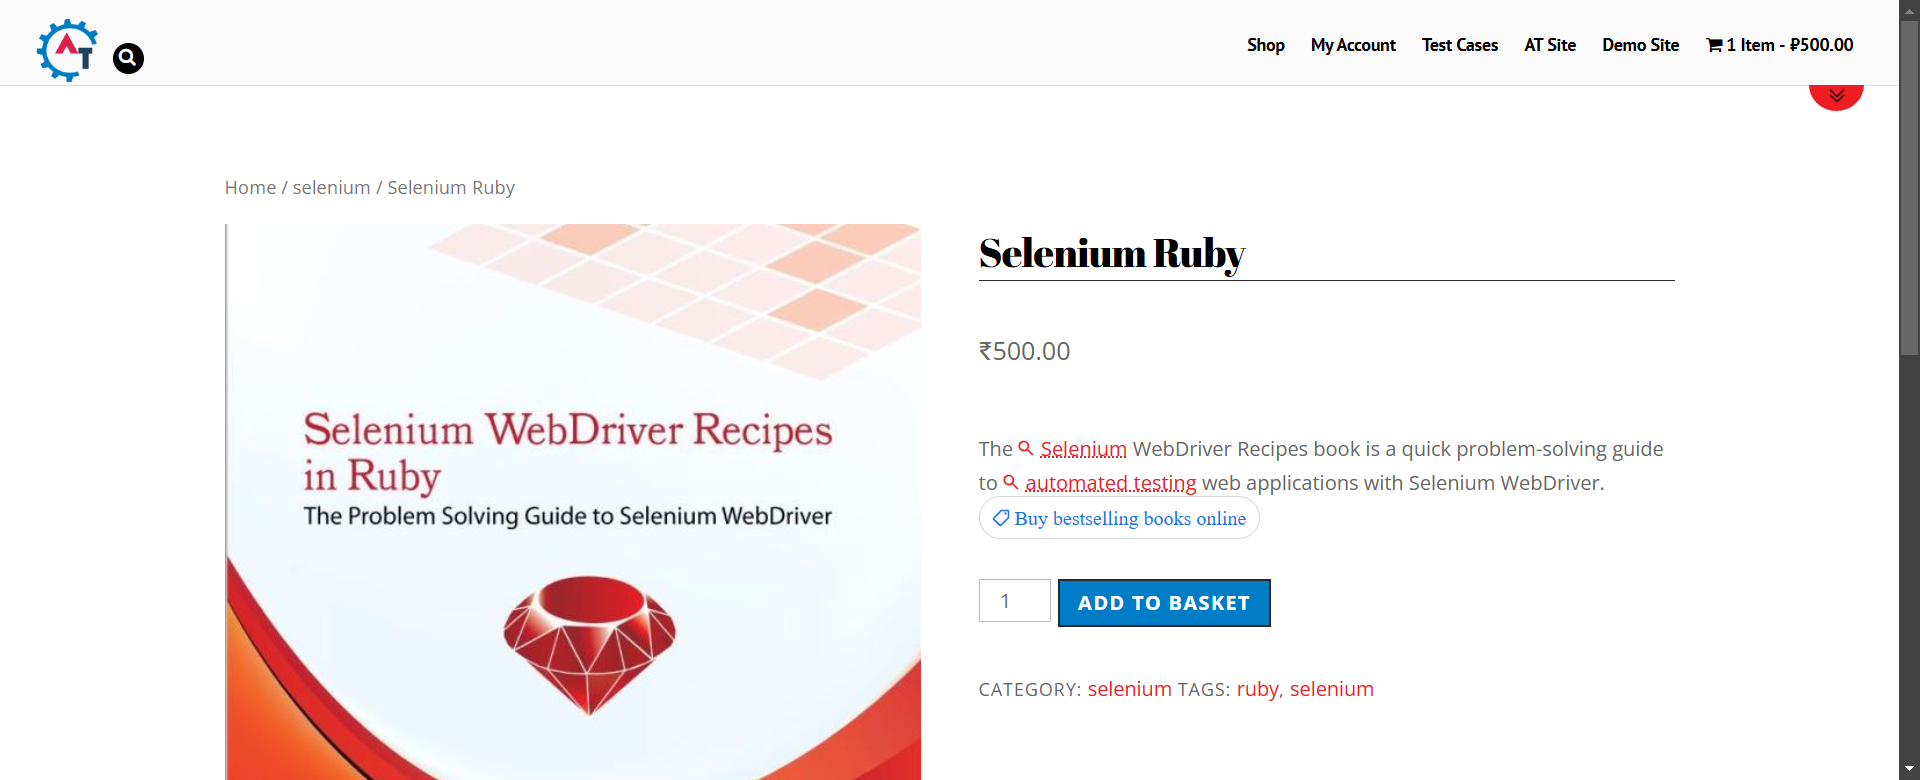 AT
Shop My Account Test Cases AT Site Demo Site 1 Item - ₽500.00
Home / selenium / Selenium Ruby
Selenium WebDriver Recipes
in Ruby
The Problem Solving Guide to Selenium WebDriver
Selenium Ruby
₹500.00
The Selenium WebDriver Recipes book is a quick problem-solving guide
to automated testing web applications with Selenium WebDriver.
Buy bestselling books online
1 ADD TO BASKET
CATEGORY: selenium TAGS: ruby, selenium